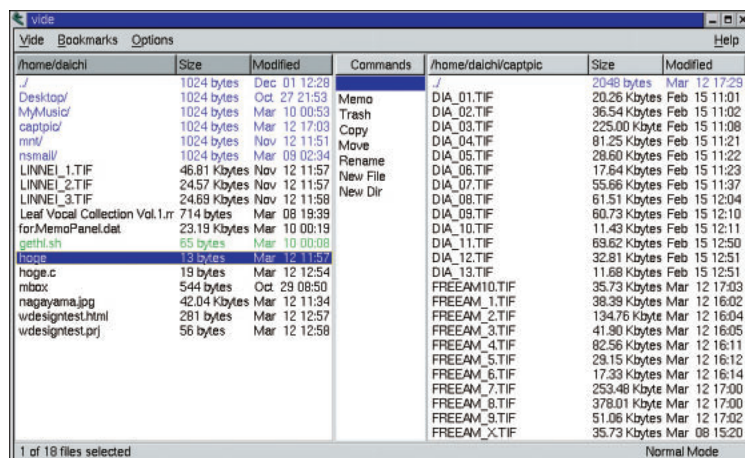 vide
Vide Bookmarks Options Help
/home/daichi Size Modified Commands /home/daichi/captpic Size Modified
./ 1024 bytes Dec 01 12:28
Desktop/ 1024 bytes Oct 27 21:53
MyMusic/ 1024 bytes Mar 10 00:53
captpic/ 1024 bytes Mar 12 17:03
mnt/ 1024 bytes Nov 12 11:51
nsmail/ 1024 bytes Mar 09 02:34
LINNEI_1.TIF 46.81 Kbytes Nov 12 11:57
LINNEI_2.TIF 24.57 Kbytes Nov 12 11:57
LINNEI_3.TIF 24.69 Kbytes Nov 12 11:58
Leaf Vocal Collection Vol.1.m 714 bytes Mar 08 19:39
for.MemoPanel.dat 23.19 Kbytes Mar 10 00:19
gethl.sh 65 bytes Mar 10 00:08
hoge 13 bytes Mar 12 11:57
hoge.c 19 bytes Mar 12 12:54
mbox 544 bytes Oct 29 08:50
nagayama.jpg 42.04 Kbytes Mar 12 11:34
wdesigntest.html 281 bytes Mar 12 12:57
wdesigntest.prj 56 bytes Mar 12 12:58
Memo
Trash
Copy
Move
Rename
New File
New Dir
./ 2048 bytes Mar 12 17:29
DIA_01.TIF 20.26 Kbytes Feb 15 11:01
DIA_02.TIF 36.54 Kbytes Feb 15 11:02
DIA_03.TIF 225.00 Kbyte Feb 15 11:08
DIA_04.TIF 81.25 Kbytes Feb 15 11:21
DIA_05.TIF 28.60 Kbytes Feb 15 11:22
DIA_06.TIF 17.64 Kbytes Feb 15 11:23
DIA_07.TIF 55.66 Kbytes Feb 15 11:37
DIA_08.TIF 61.51 Kbytes Feb 15 12:04
DIA_09.TIF 60.73 Kbytes Feb 15 12:10
DIA_10.TIF 11.43 Kbytes Feb 15 12:11
DIA_11.TIF 69.62 Kbytes Feb 15 12:50
DIA_12.TIF 32.81 Kbytes Feb 15 12:51
DIA_13.TIF 11.68 Kbytes Feb 15 12:51
FREEAM10.TIF 35.73 Kbytes Mar 12 17:03
FREEAM_1.TIF 38.39 Kbytes Mar 12 16:02
FREEAM_2.TIF 134.76 Kbyte Mar 12 16:04
FREEAM_3.TIF 41.90 Kbytes Mar 12 16:05
FREEAM_4.TIF 82.56 Kbytes Mar 12 16:11
FREEAM_5.TIF 29.15 Kbytes Mar 12 16:12
FREEAM_6.TIF 17.33 Kbytes Mar 12 16:14
FREEAM_7.TIF 253.48 Kbyte Mar 12 17:00
FREEAM_8.TIF 378.01 Kbyte Mar 12 17:00
FREEAM_9.TIF 51.06 Kbytes Mar 12 17:02
FREEAM_X.TIF 35.73 Kbytes Mar 08 15:20
1 of 18 files selected Normal Mode